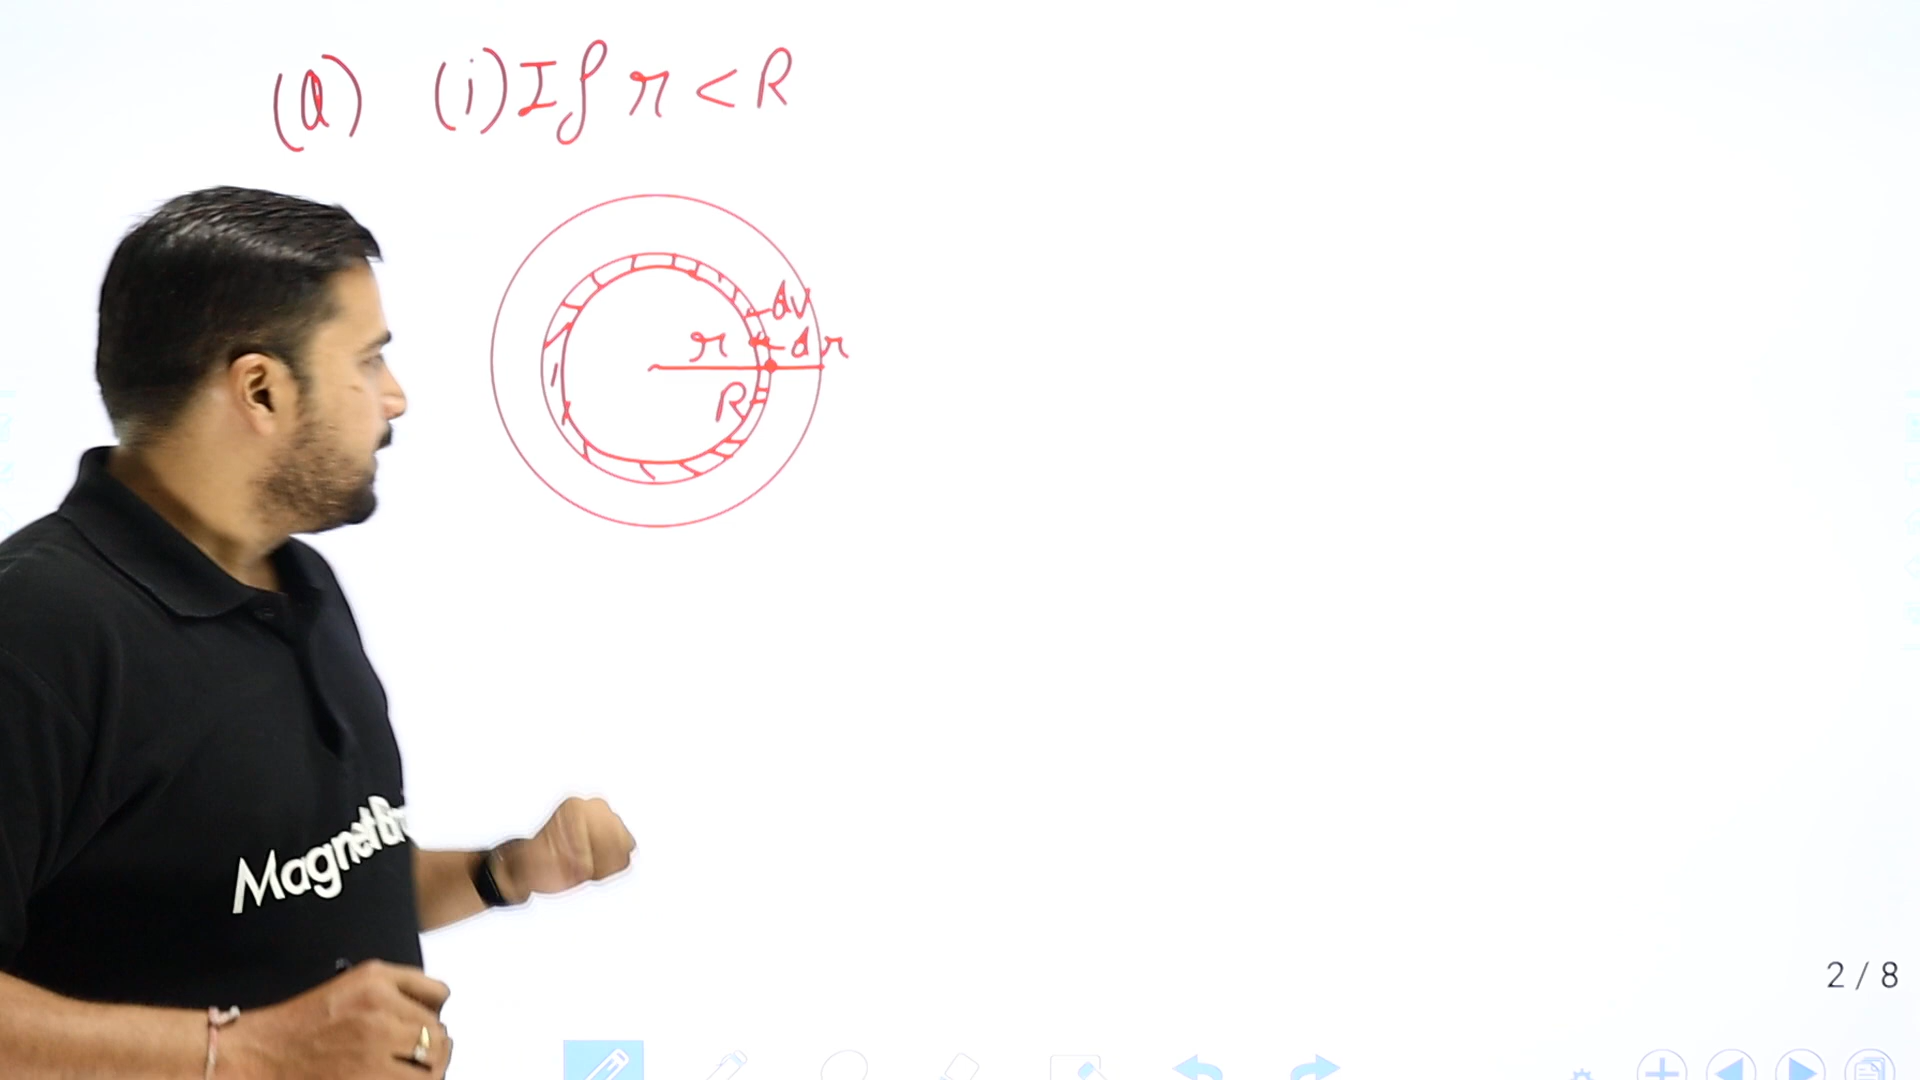 (a) (i) If r < R
dV
r dr
R
Magnet
2 / 8